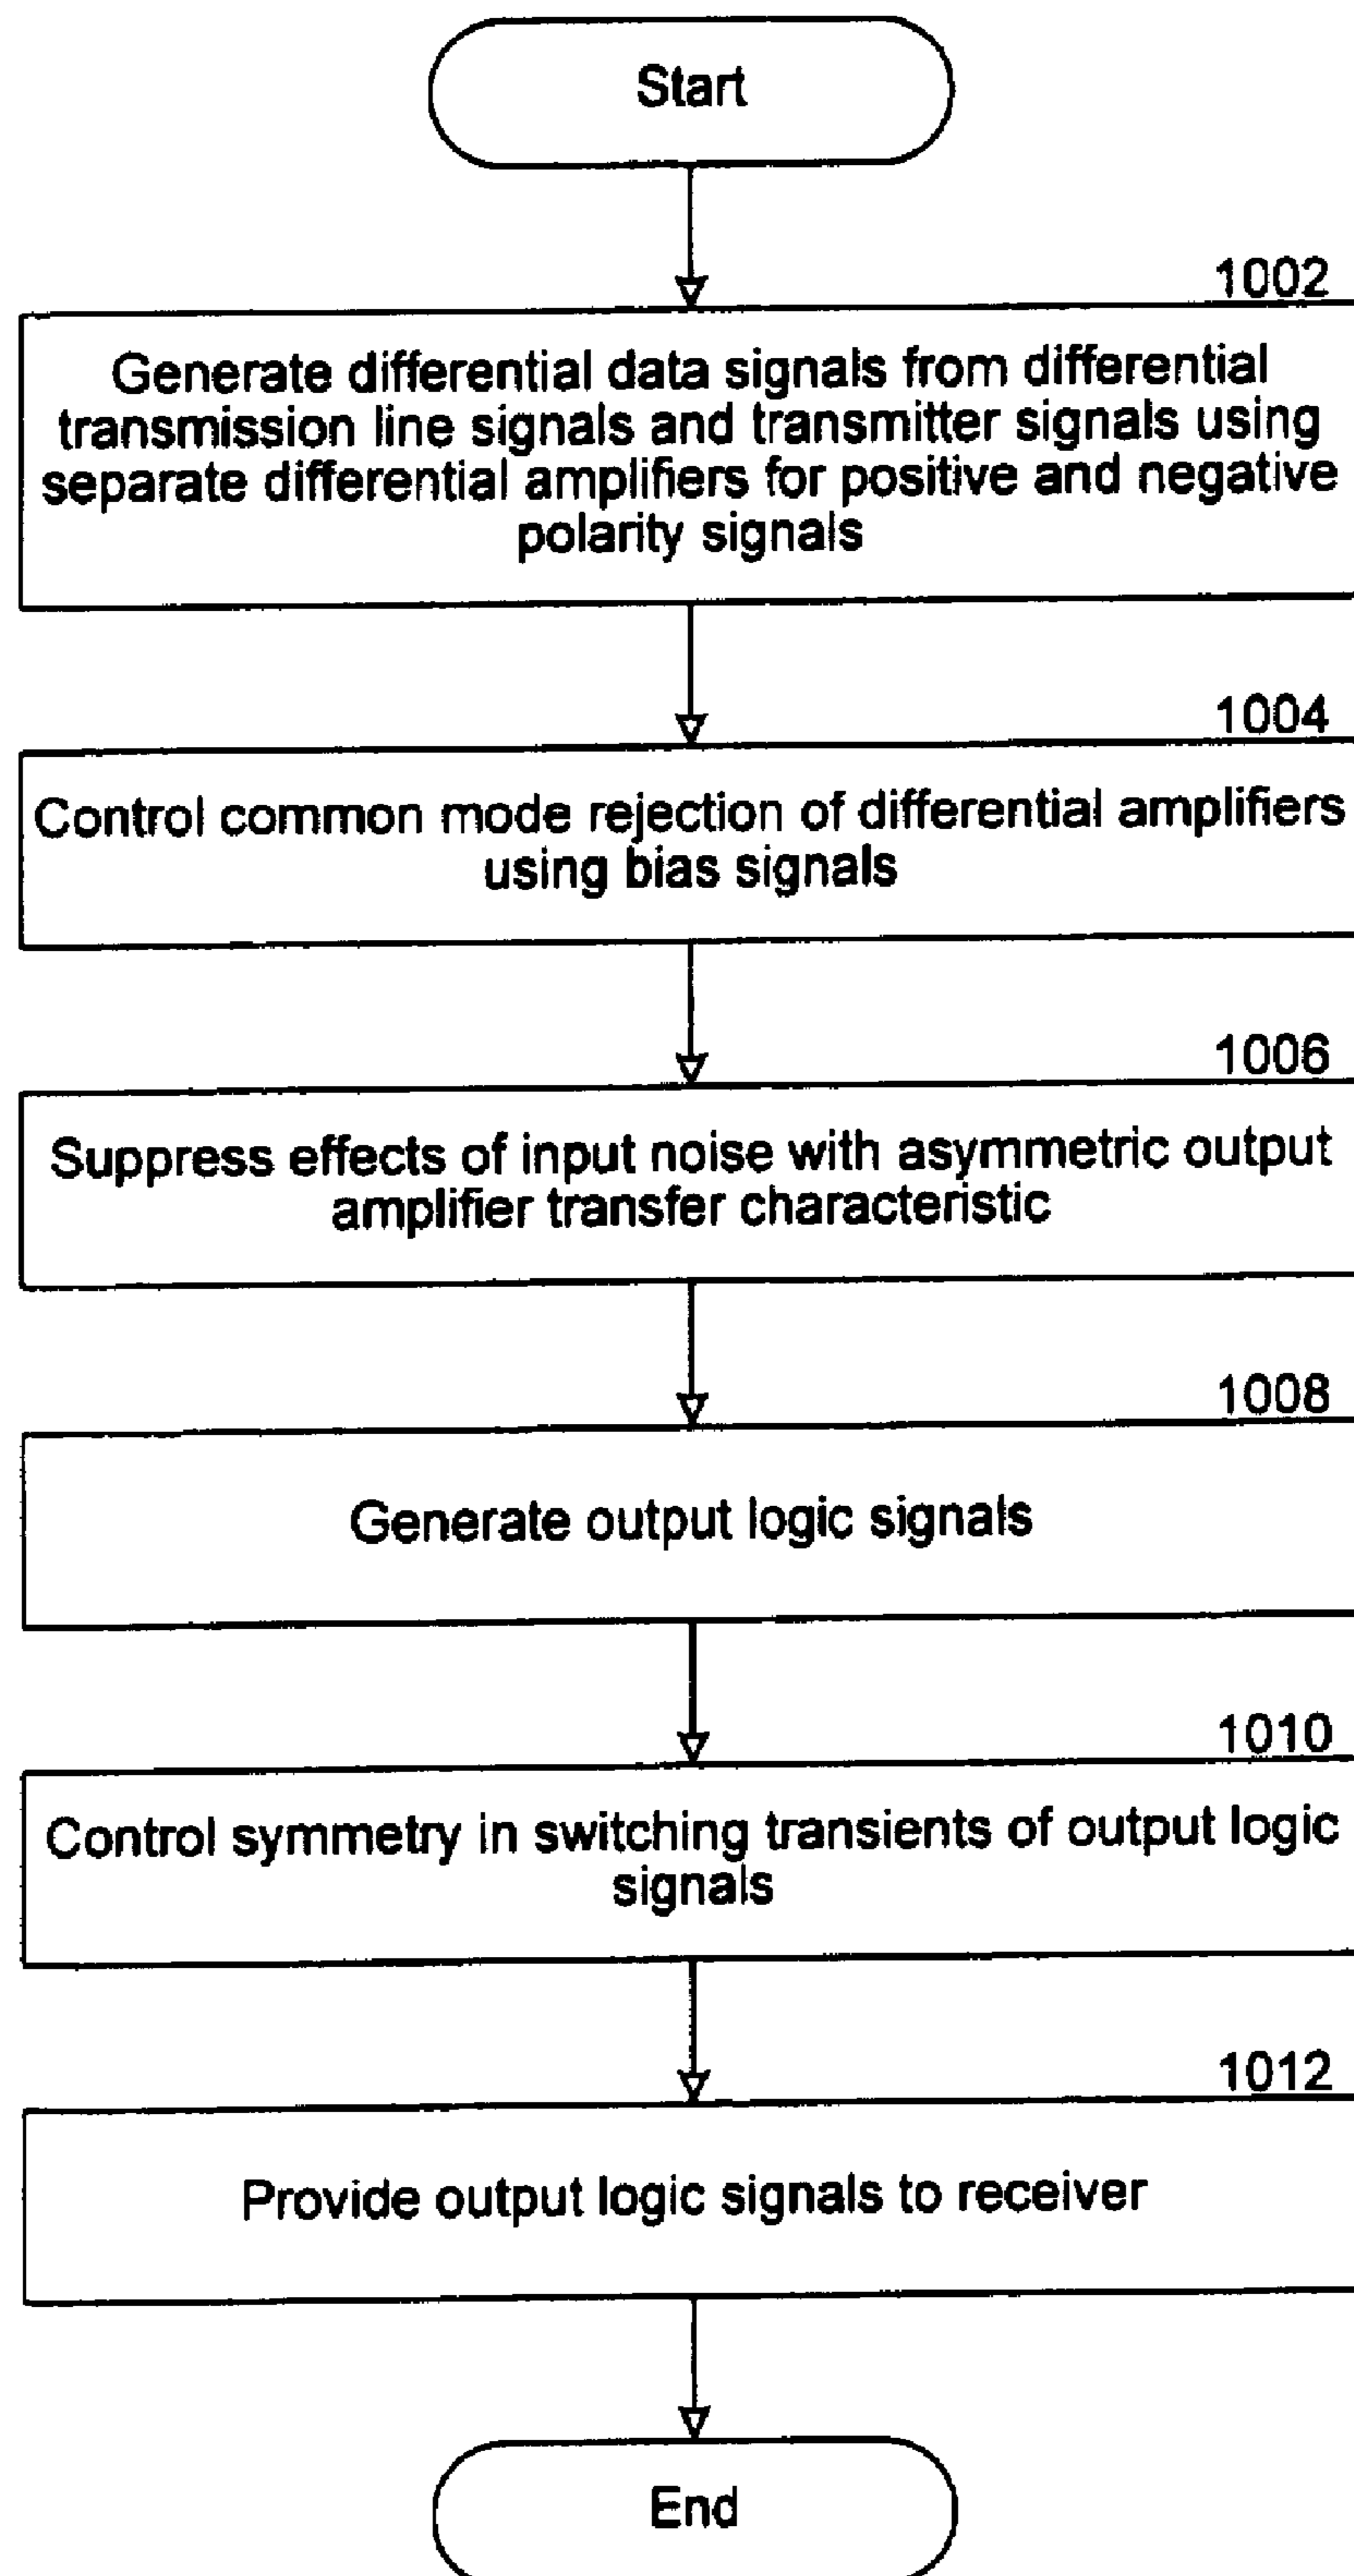 Start
1002
Generate differential data signals from differential
transmission line signals and transmitter signals using
separate differential amplifiers for positive and negative
polarity signals
1004
Control common mode rejection of differential amplifiers
using bias signals
1006
Suppress effects of input noise with asymmetric output
amplifier transfer characteristic
1008
Generate output logic signals
1010
Control symmetry in switching transients of output logic
signals
1012
Provide output logic signals to receiver
End